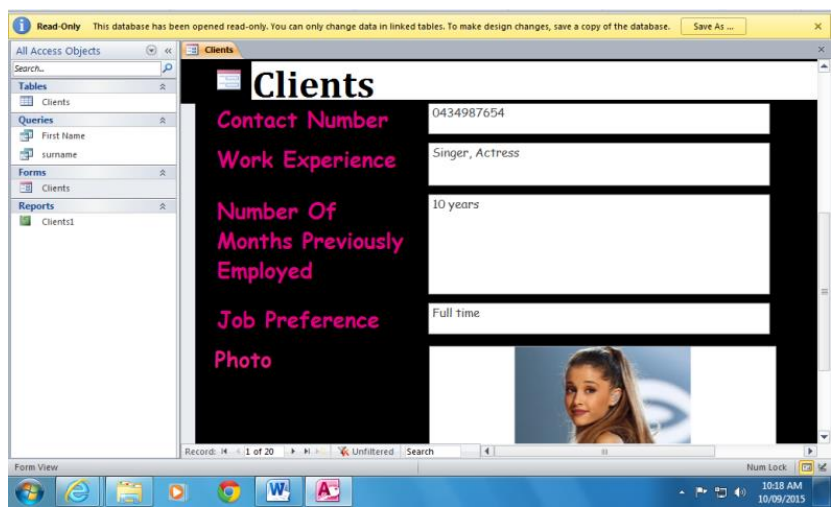 Read-Only This database has been opened read-only. You can only change data in linked tables. To make design changes, save a copy of the database. Save As ...
All Access Objects
Search...
Tables
Clients
Queries
First Name
surname
Forms
Clients
Reports
Clients1
Clients
Clients
Contact Number
0434987654
Work Experience
Singer, Actress
Number Of
Months Previously
Employed
10 years
Job Preference
Full time
Photo
Record: 1 of 20 Unfiltered Search
Form View
Num Lock
10:18 AM
10/09/2015